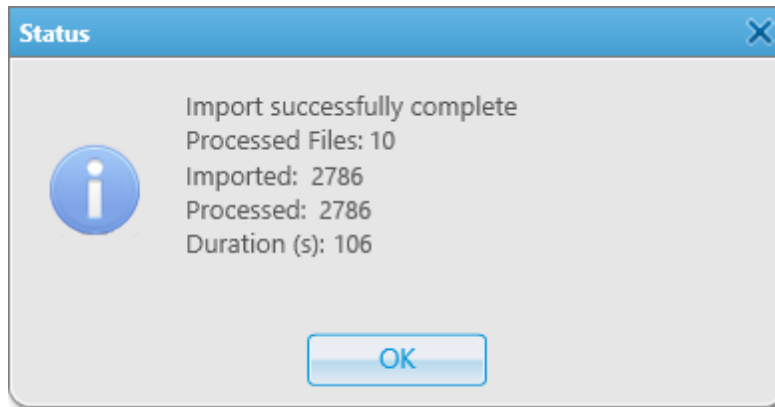 Status
Import successfully complete
Processed Files: 10
Imported: 2786
Processed: 2786
Duration (s): 106
OK